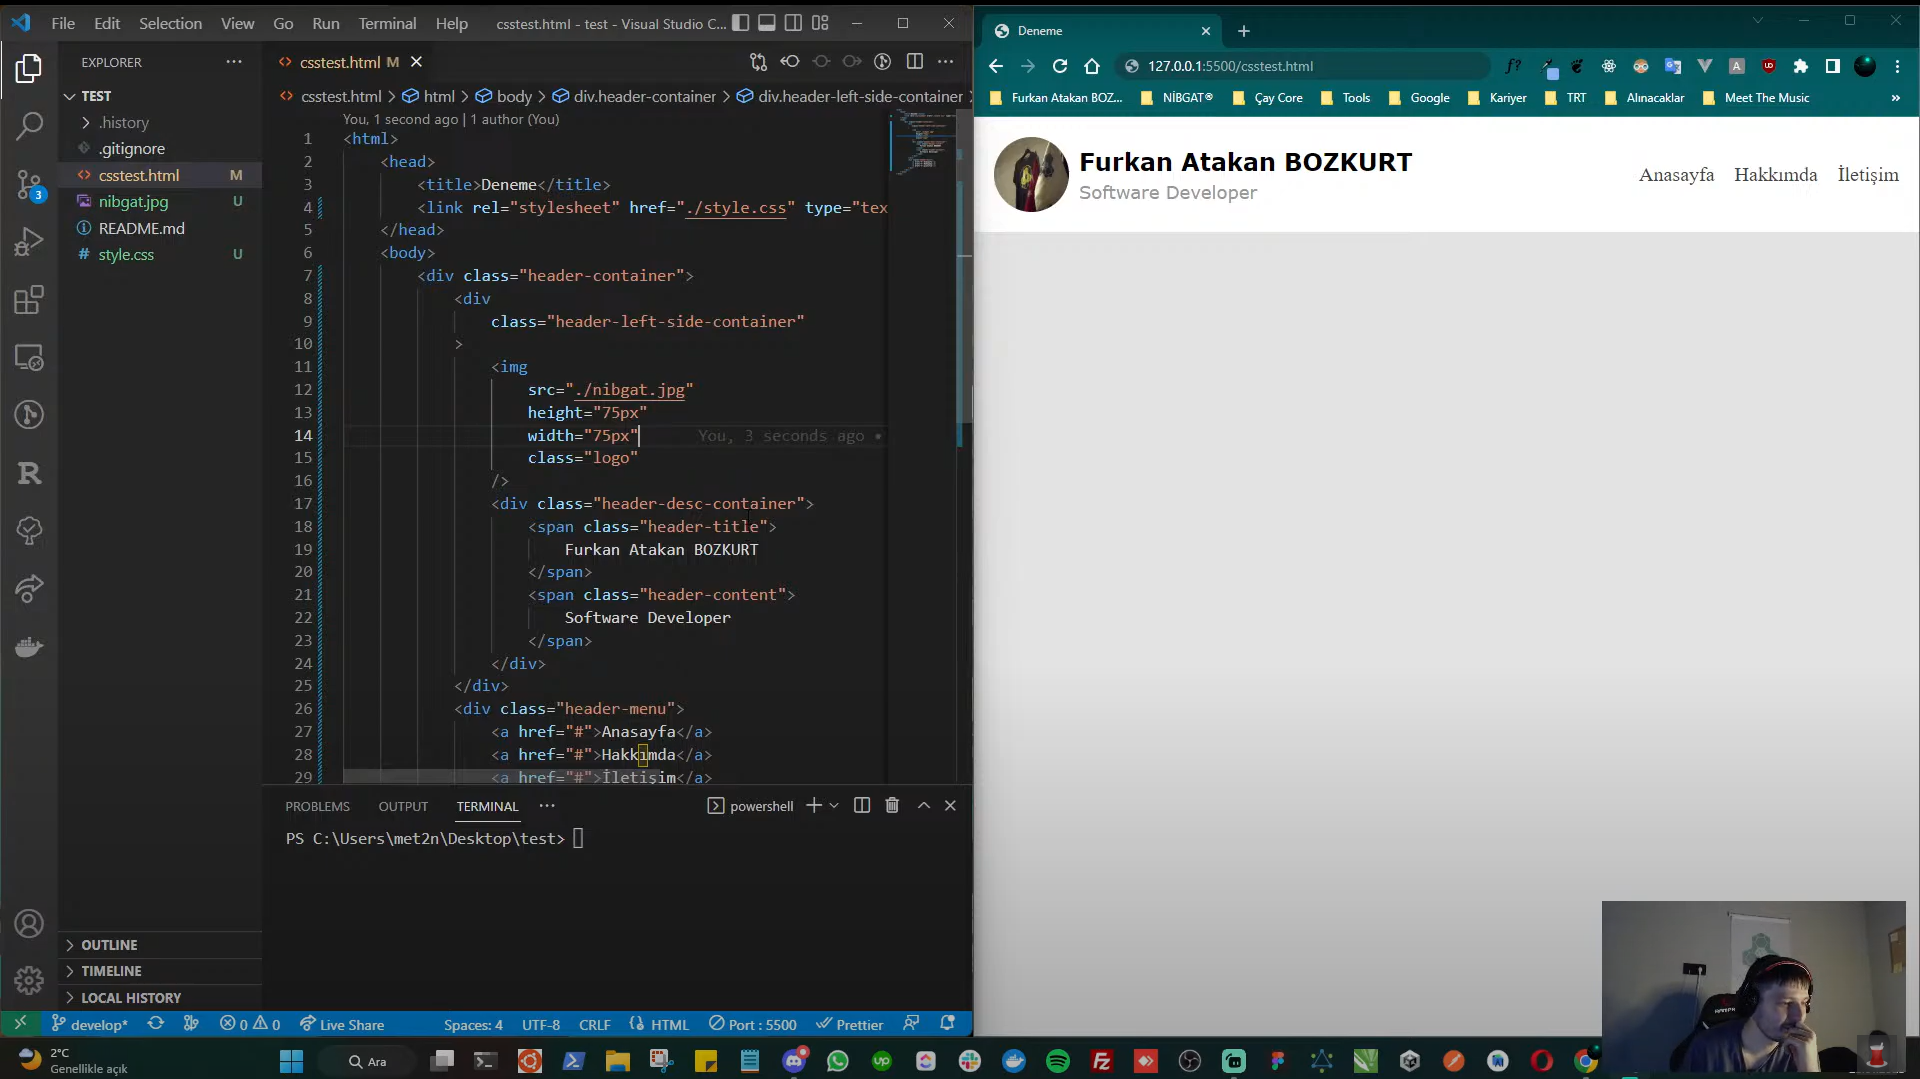 File Edit Selection View Go Run Terminal Help
csstest.html - test - Visual Studio C...
EXPLORER
TEST
.history
.gitignore
csstest.html M
nibgat.jpg U
README.md
style.css U
OUTLINE
TIMELINE
LOCAL HISTORY
3
R
csstest.html M
csstest.html > html > body > div.header-container > div.header-left-side-container
You, 1 second ago | 1 author (You)
1 <html>
2 <head>
3 <title>Deneme</title>
4 <link rel="stylesheet" href="./style.css" type="tex
5 </head>
6 <body>
7 <div class="header-container">
8 <div
9 class="header-left-side-container"
10 >
11 <img
12 src="./nibgat.jpg"
13 height="75px"
14 width="75px" You, 3 seconds ago •
15 class="logo"
16 />
17 <div class="header-desc-container">
18 <span class="header-title">
19 Furkan Atakan BOZKURT
20 </span>
21 <span class="header-content">
22 Software Developer
23 </span>
24 </div>
25 </div>
26 <div class="header-menu">
27 <a href="#">Anasayfa</a>
28 <a href="#">Hakkımda</a>
29 <a href="#">İletişim</a>
PROBLEMS OUTPUT TERMINAL
powershell
PS C:\Users\met2n\Desktop\test>
develop* 0 0 Live Share Spaces: 4 UTF-8 CRLF HTML Port : 5500 Prettier
Deneme
127.0.0.1:5500/csstest.html
Furkan Atakan BOZ... NİBGAT® Çay Core Tools Google Kariyer TRT Alınacaklar Meet The Music »
Furkan Atakan BOZKURT
Software Developer
Anasayfa Hakkımda İletişim
2°C
Genellikle açık
Ara